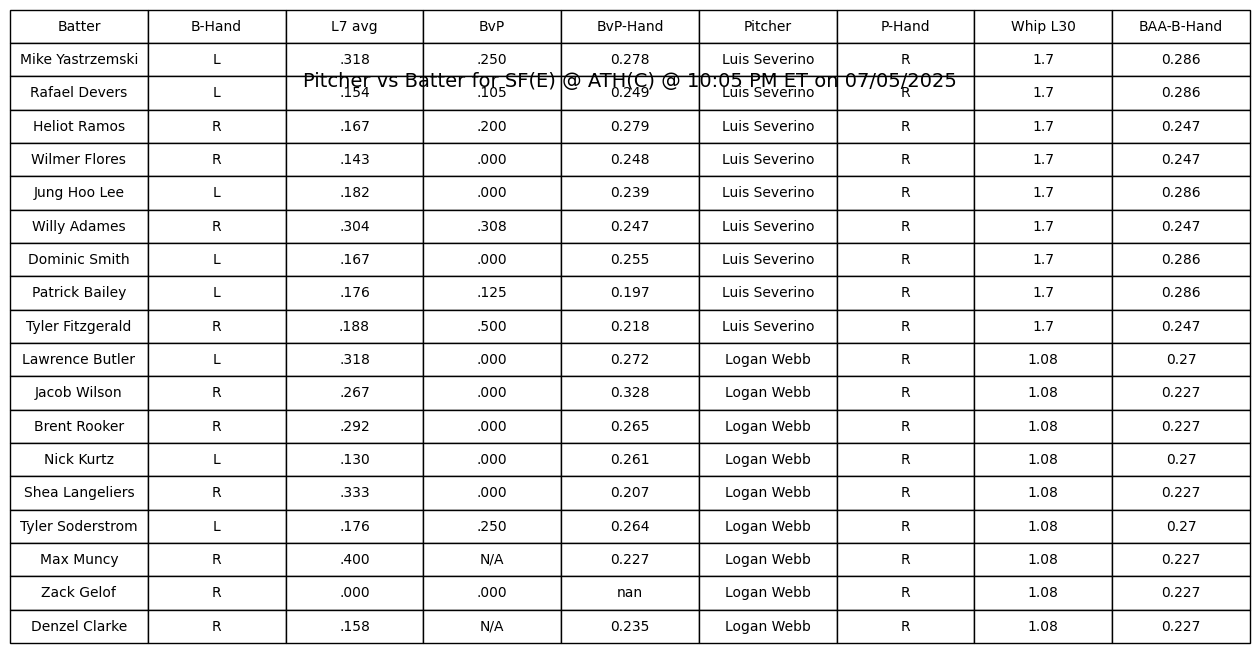 Batter B-Hand L7 avg BvP BvP-Hand Pitcher P-Hand Whip L30 BAA-B-Hand
Mike Yastrzemski L .318 .250 0.278 Luis Severino R 1.7 0.286
Pitcher vs Batter for SF(E) @ ATH(C) @ 10:05 PM ET on 07/05/2025
Rafael Devers L .154 .105 0.249 Luis Severino R 1.7 0.286
Heliot Ramos R .167 .200 0.279 Luis Severino R 1.7 0.247
Wilmer Flores R .143 .000 0.248 Luis Severino R 1.7 0.247
Jung Hoo Lee L .182 .000 0.239 Luis Severino R 1.7 0.286
Willy Adames R .304 .308 0.247 Luis Severino R 1.7 0.247
Dominic Smith L .167 .000 0.255 Luis Severino R 1.7 0.286
Patrick Bailey L .176 .125 0.197 Luis Severino R 1.7 0.286
Tyler Fitzgerald R .188 .500 0.218 Luis Severino R 1.7 0.247
Lawrence Butler L .318 .000 0.272 Logan Webb R 1.08 0.27
Jacob Wilson R .267 .000 0.328 Logan Webb R 1.08 0.227
Brent Rooker R .292 .000 0.265 Logan Webb R 1.08 0.227
Nick Kurtz L .130 .000 0.261 Logan Webb R 1.08 0.27
Shea Langeliers R .333 .000 0.207 Logan Webb R 1.08 0.227
Tyler Soderstrom L .176 .250 0.264 Logan Webb R 1.08 0.27
Max Muncy R .400 N/A 0.227 Logan Webb R 1.08 0.227
Zack Gelof R .000 .000 nan Logan Webb R 1.08 0.227
Denzel Clarke R .158 N/A 0.235 Logan Webb R 1.08 0.227